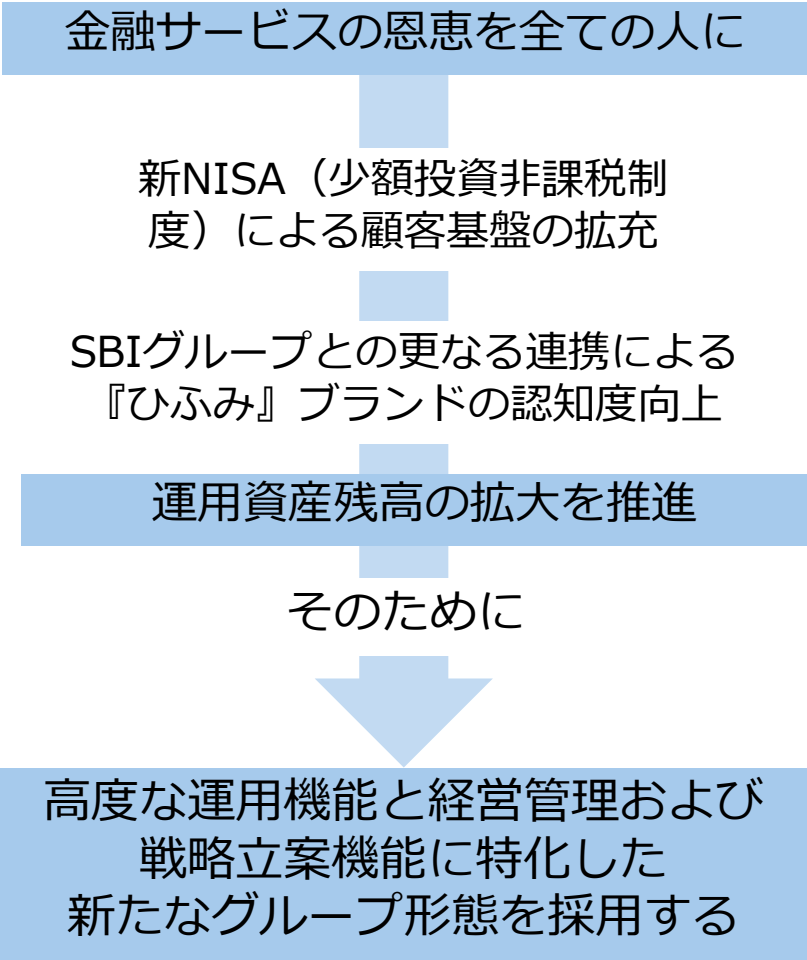 金融サービスの恩恵を全ての人に
新NISA（少額投資非課税制
度）による顧客基盤の拡充
SBIグループとの更なる連携による
『ひふみ』ブランドの認知度向上
運用資産残高の拡大を推進
そのために
高度な運用機能と経営管理および
戦略立案機能に特化した
新たなグループ形態を採用する